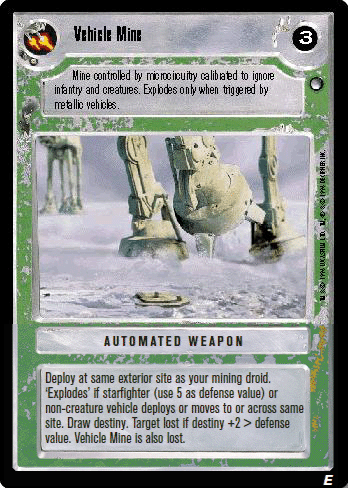 Vehicle Mine
3
Mine controlled by microcircuitry calibrated to ignore
infantry and creatures. Explodes only when triggered by
metallic vehicles.
AUTOMATED WEAPON
Deploy at same exterior site as your mining droid.
‘Explodes’ if starfighter (use 5 as defense value) or
non-creature vehicle deploys or moves to or across same
site. Draw destiny. Target lost if destiny +2 > defense
value. Vehicle Mine is also lost.
E